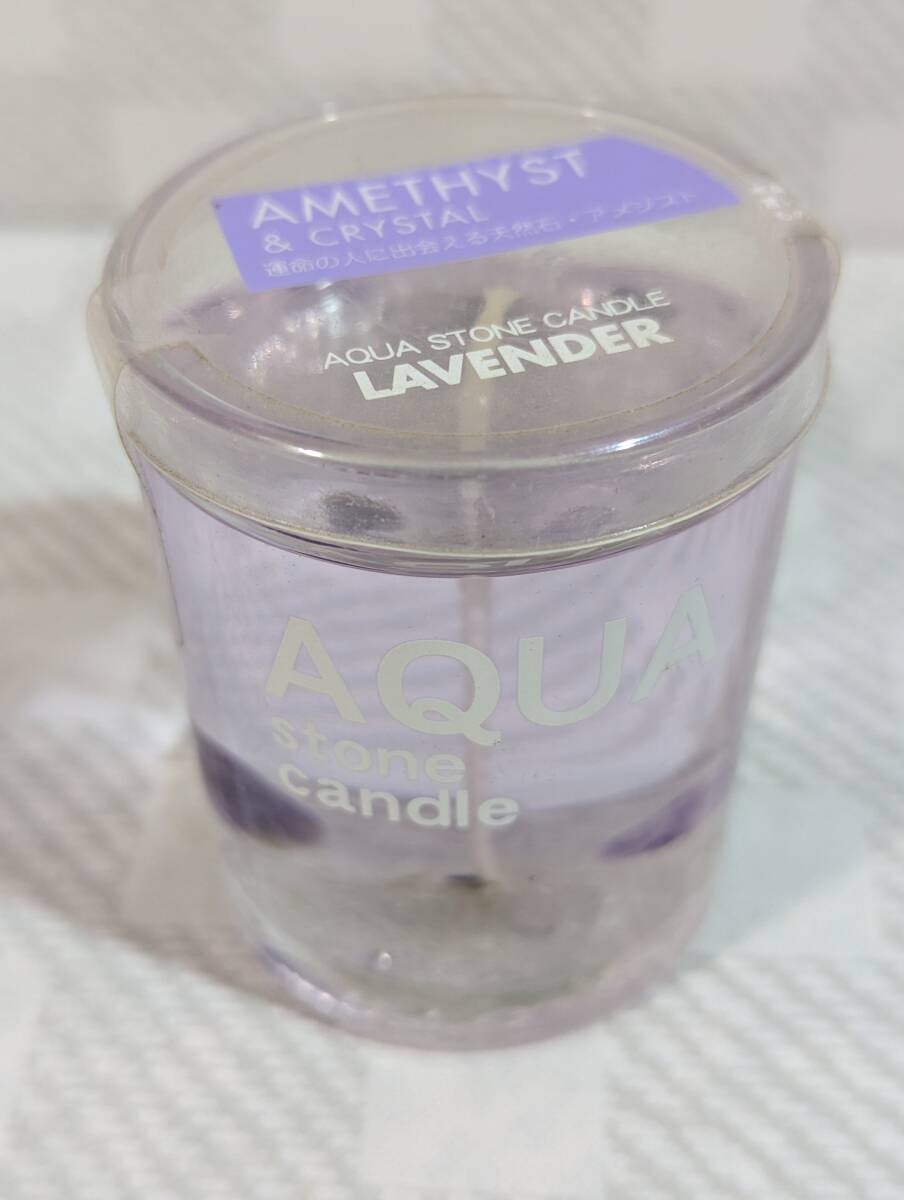 AMETHYST
& CRYSTAL
運命の人に出会える天然石・アメジスト
AQUA STONE CANDLE
LAVENDER
AQUA
stone
candle